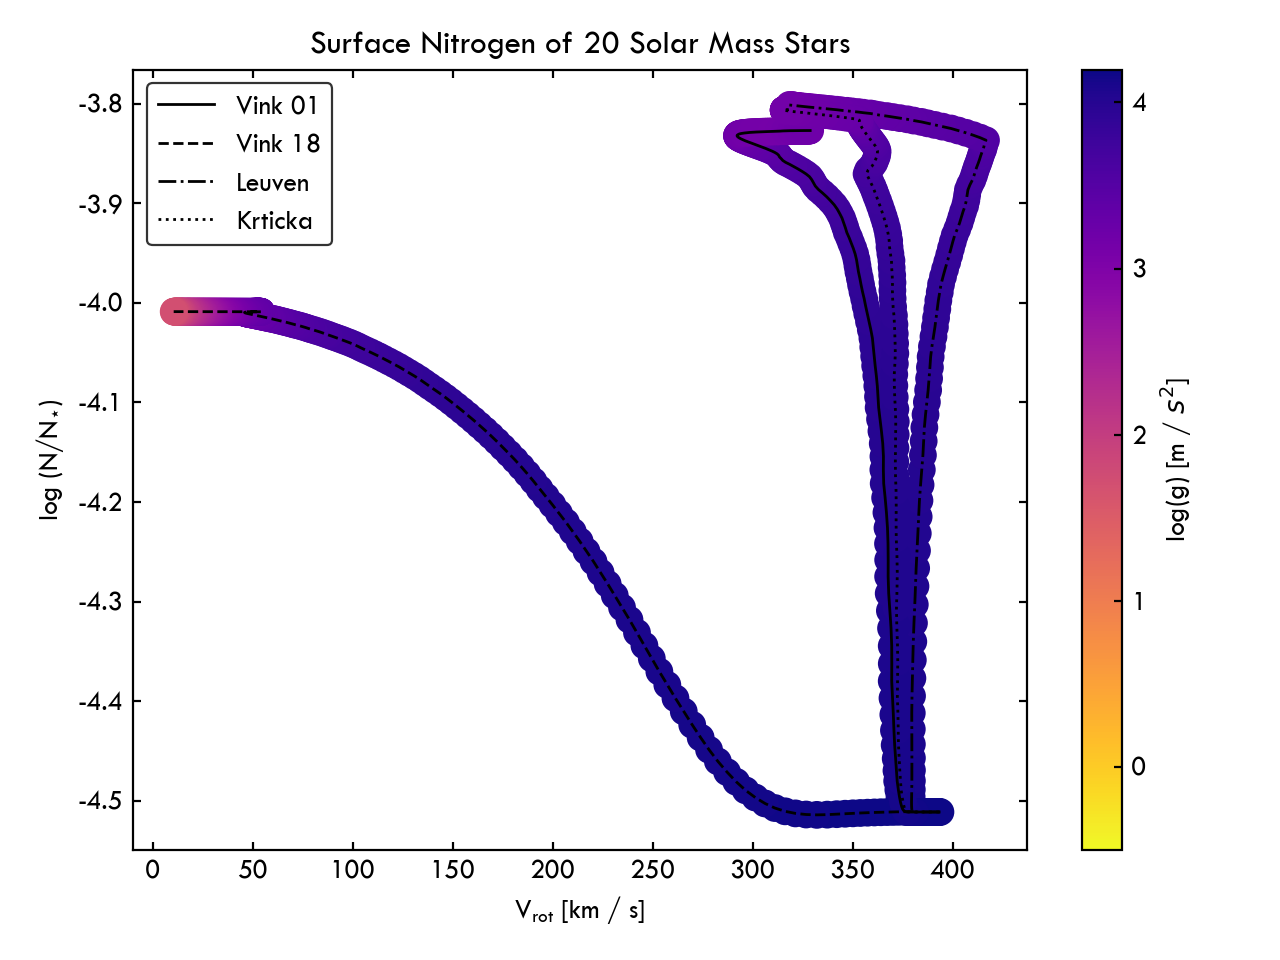 Surface Nitrogen of 20 Solar Mass Stars
Vink 01
Vink 18
Leuven
Krticka
-3.8
-3.9
-4.0
-4.1
-4.2
-4.3
-4.4
-4.5
log (N/N⋆)
0 50 100 150 200 250 300 350 400
V_rot [km / s]
4
3
2
1
0
log(g) [m / s²]